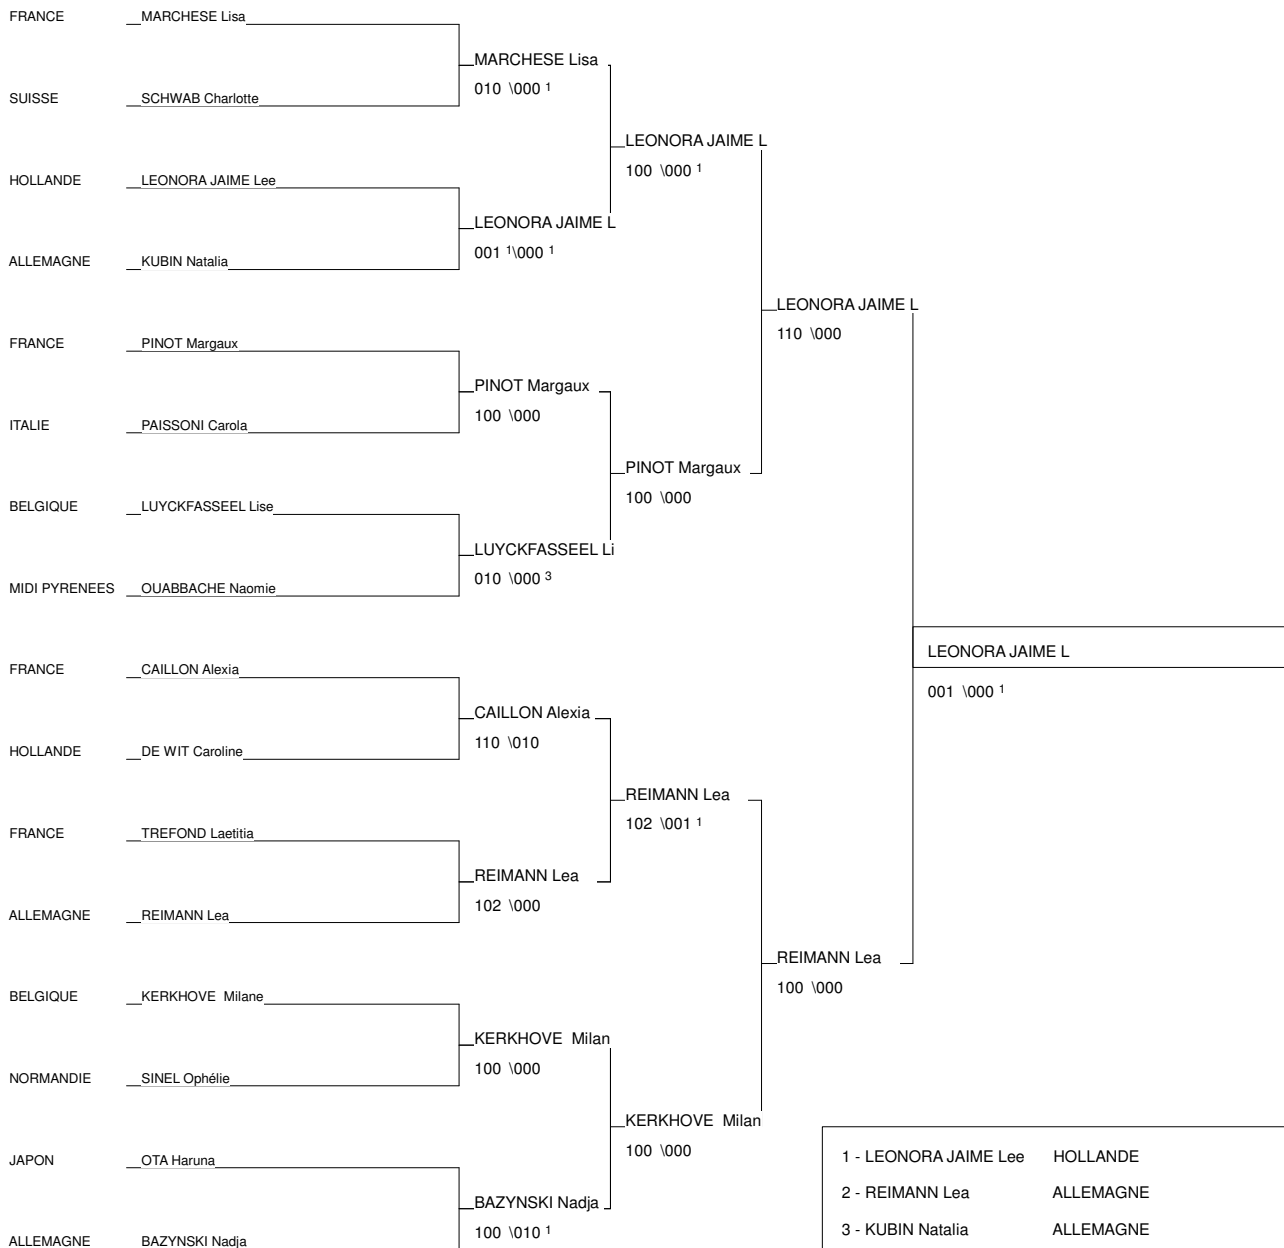 FRANCE MARCHESE Lisa
MARCHESE Lisa
010 \000 1
SUISSE SCHWAB Charlotte
LEONORA JAIME L
100 \000 1
HOLLANDE LEONORA JAIME Lee
LEONORA JAIME L
001 1\000 1
ALLEMAGNE KUBIN Natalia
LEONORA JAIME L
110 \000
FRANCE PINOT Margaux
PINOT Margaux
100 \000
ITALIE PAISSONI Carola
PINOT Margaux
100 \000
BELGIQUE LUYCKFASSEEL Lise
LUYCKFASSEEL Li
010 \000 3
MIDI PYRENEES OUABBACHE Naomie
LEONORA JAIME L
001 \000 1
FRANCE CAILLON Alexia
CAILLON Alexia
110 \010
HOLLANDE DE WIT Caroline
REIMANN Lea
102 \001 1
FRANCE TREFOND Laetitia
REIMANN Lea
102 \000
ALLEMAGNE REIMANN Lea
REIMANN Lea
100 \000
BELGIQUE KERKHOVE Milane
KERKHOVE Milan
100 \000
NORMANDIE SINEL Ophélie
KERKHOVE Milan
100 \000
JAPON OTA Haruna
BAZYNSKI Nadja
100 \010 1
ALLEMAGNE BAZYNSKI Nadja
1 - LEONORA JAIME Lee HOLLANDE
2 - REIMANN Lea ALLEMAGNE
3 - KUBIN Natalia ALLEMAGNE